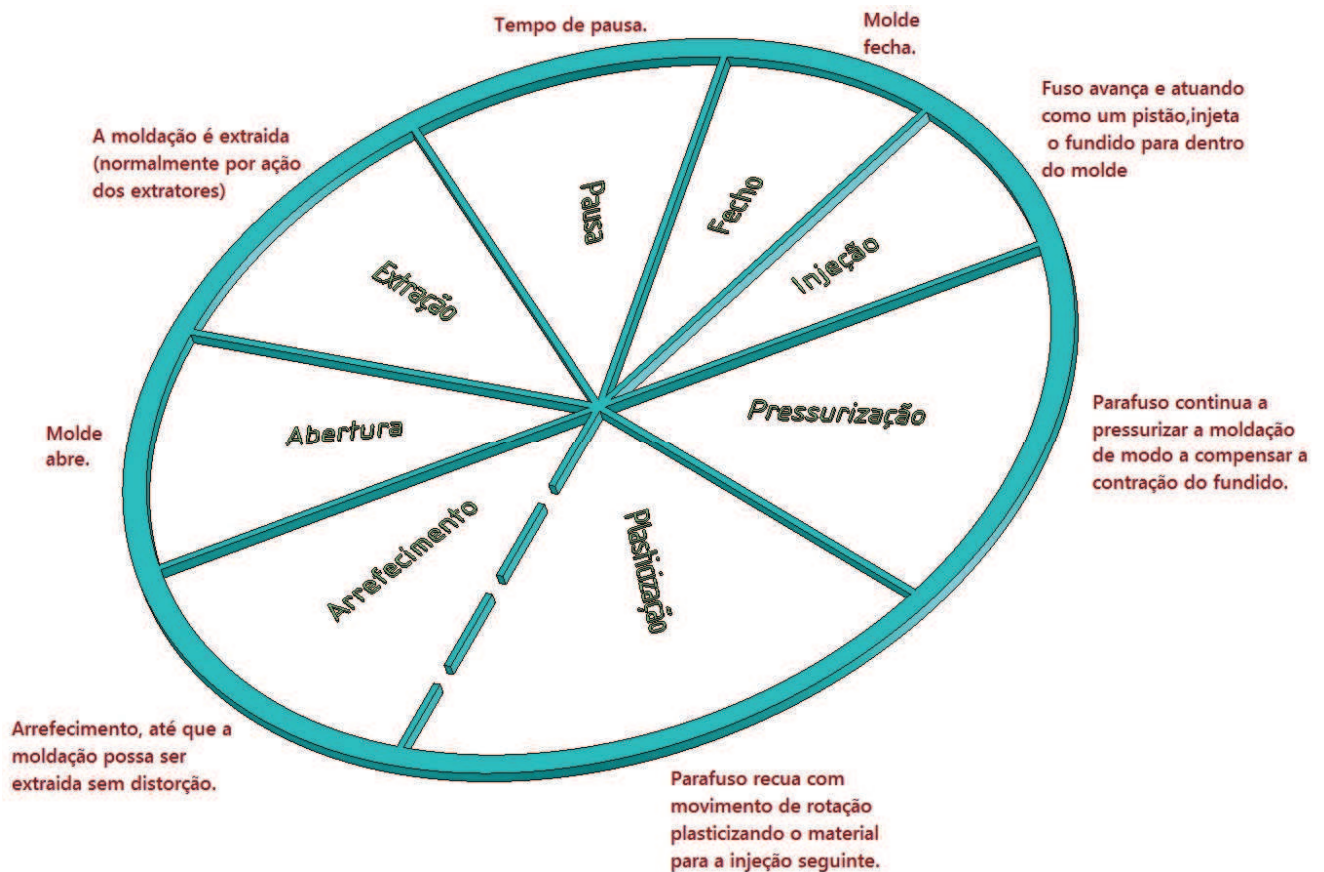 Tempo de pausa.
Molde
fecha.
Fuso avança e atuando
como um pistão,injeta
o fundido para dentro
do molde
A moldação é extraida
(normalmente por ação
dos extratores)
Pausa
Fecho
Injeção
Extração
Pressurização
Abertura
Parafuso continua a
pressurizar a moldação
de modo a compensar a
contração do fundido.
Molde
abre.
Arrefecimento
Plasticização
Arrefecimento, até que a
moldação possa ser
extraida sem distorção.
Parafuso recua com
movimento de rotação
plasticizando o material
para a injeção seguinte.